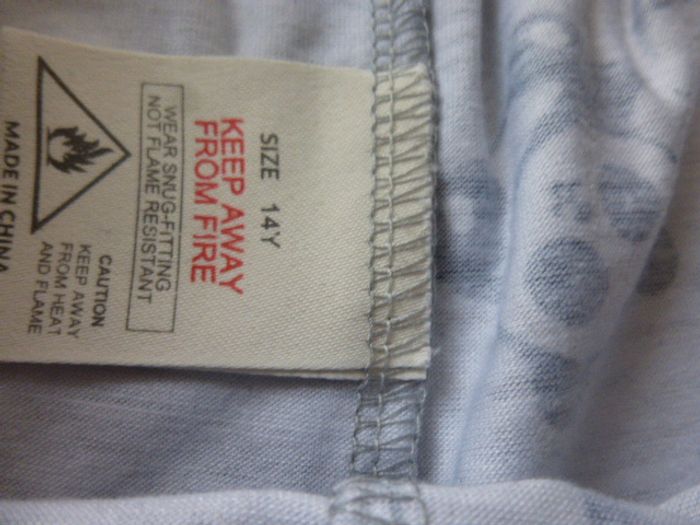 SIZE 14Y
KEEP AWAY
FROM FIRE
WEAR SNUG-FITTING
NOT FLAME RESISTANT
CAUTION
KEEP AWAY
FROM HEAT
AND FLAME
MADE IN CHINA